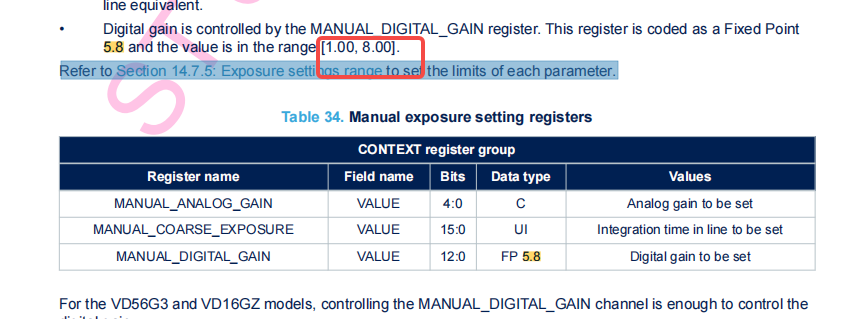 line equivalent.
• Digital gain is controlled by the MANUAL_DIGITAL_GAIN register. This register is coded as a Fixed Point
5.8 and the value is in the range [1.00, 8.00].
Refer to Section 14.7.5: Exposure settings range to set the limits of each parameter.
Table 34. Manual exposure setting registers
CONTEXT register group
Register name Field name Bits Data type Values
MANUAL_ANALOG_GAIN VALUE 4:0 C Analog gain to be set
MANUAL_COARSE_EXPOSURE VALUE 15:0 UI Integration time in line to be set
MANUAL_DIGITAL_GAIN VALUE 12:0 FP 5.8 Digital gain to be set
For the VD56G3 and VD16GZ models, controlling the MANUAL_DIGITAL_GAIN channel is enough to control the